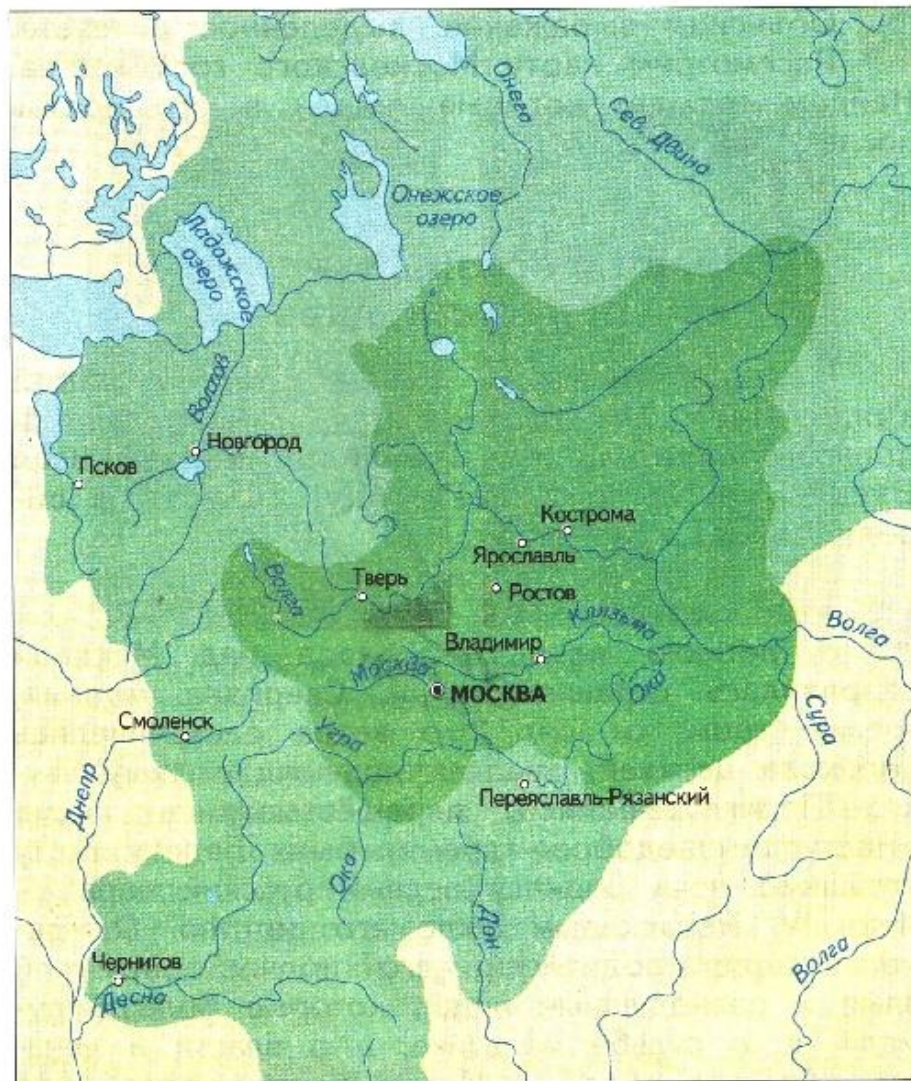 Онега
Сев. Двина
Онежское
озеро
Ладожское
озеро
Волхов
Новгород
Псков
Кострома
Ярославль
Тверь
Ростов
Волга
Клязьма
Владимир
Волга
Москва
МОСКВА
Ока
Сура
Смоленск
Угра
Днепр
Переяславль-Рязанский
Ока
Дон
Волга
Чернигов
Десна